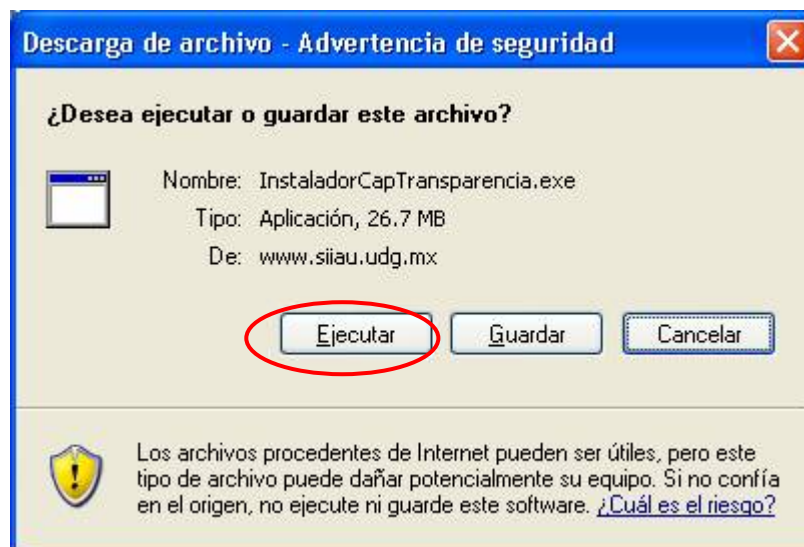 Descarga de archivo - Advertencia de seguridad
¿Desea ejecutar o guardar este archivo?
Nombre: InstaladorCapTransparencia.exe
Tipo: Aplicación, 26.7 MB
De: www.siiau.udg.mx
Ejecutar Guardar Cancelar
Los archivos procedentes de Internet pueden ser útiles, pero este
tipo de archivo puede dañar potencialmente su equipo. Si no confía
en el origen, no ejecute ni guarde este software. ¿Cuál es el riesgo?